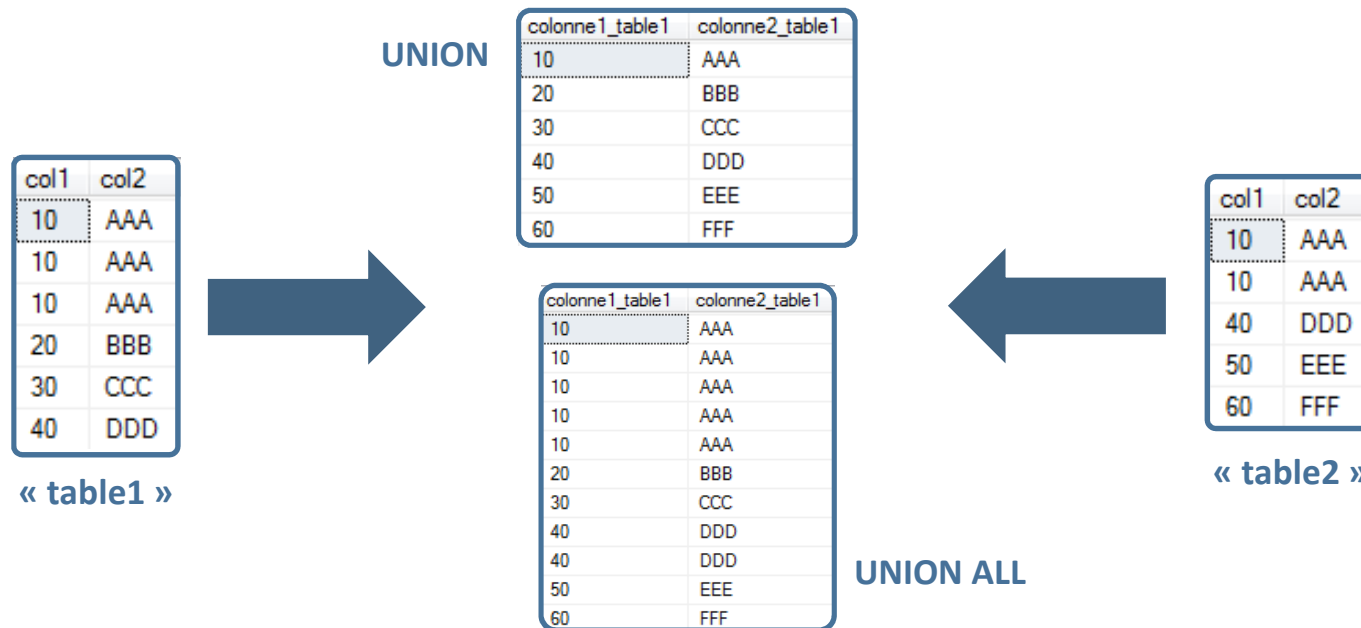 UNION
colonne1_table1 colonne2_table1
10 AAA
20 BBB
30 CCC
40 DDD
50 EEE
60 FFF
col1 col2
10 AAA
10 AAA
10 AAA
20 BBB
30 CCC
40 DDD
« table1 »
colonne1_table1 colonne2_table1
10 AAA
10 AAA
10 AAA
10 AAA
10 AAA
20 BBB
30 CCC
40 DDD
40 DDD
50 EEE
60 FFF
UNION ALL
col1 col2
10 AAA
10 AAA
40 DDD
50 EEE
60 FFF
« table2 »